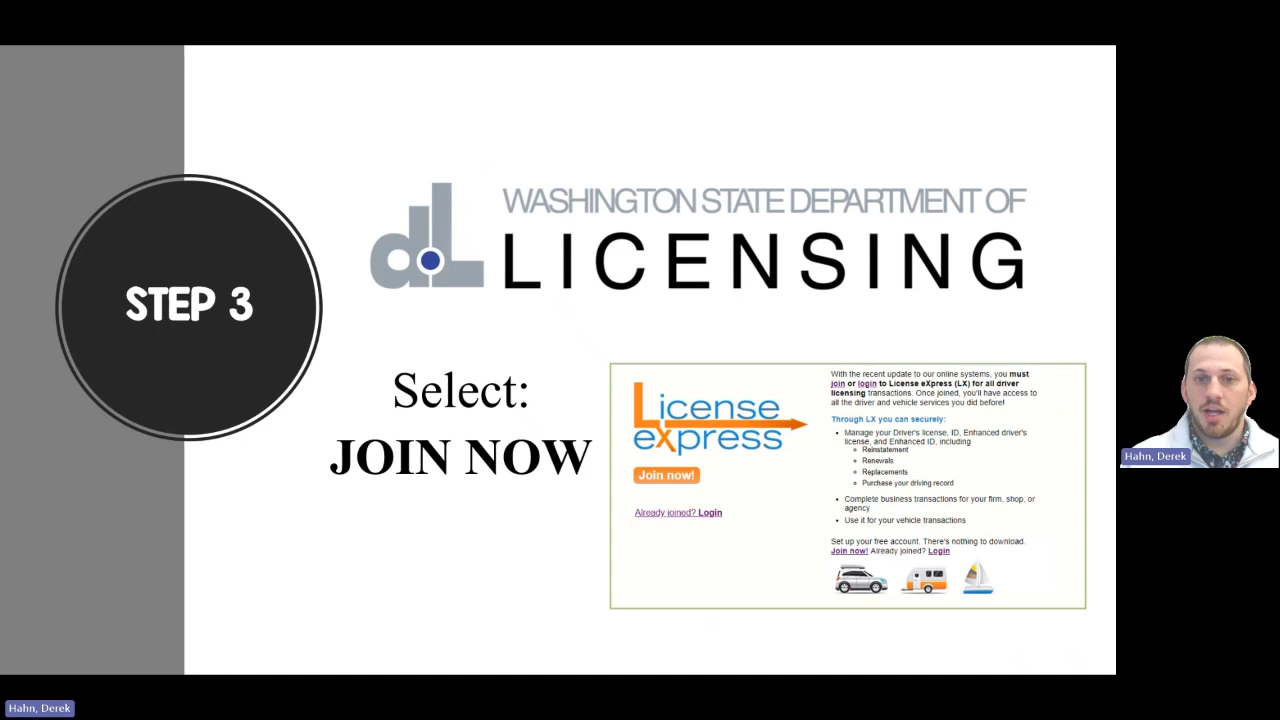 WASHINGTON STATE DEPARTMENT OF
LICENSING
dL
STEP 3
Select:
JOIN NOW
License
eXpress
Join now!
Already joined? Login
With the recent update to our online systems, you must
join or login to License eXpress (LX) for all driver
licensing transactions. Once joined, you'll have access to
all the driver and vehicle services you did before!
Through LX you can securely:
• Manage your Driver's license, ID, Enhanced driver's
license, and Enhanced ID, including
○ Reinstatement
○ Renewals
○ Replacements
○ Purchase your driving record
• Complete business transactions for your firm, shop, or
agency
• Use it for your vehicle transactions
Set up your free account. There's nothing to download.
Join now! Already joined? Login
Hahn, Derek
Hahn, Derek